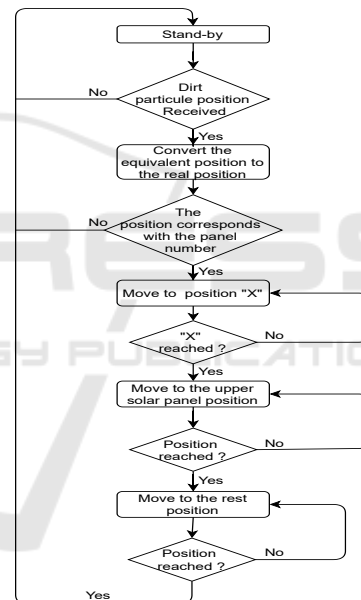 Stand-by
Dirt
particule position
Received
No
Yes
Convert the
equivalent position to
the real position
The
position corresponds
with the panel
number
No
Yes
Move to position "X"
"X"
reached ?
No
Yes
Move to the upper
solar panel position
Position
reached ?
No
Yes
Move to the rest
position
Position
reached ?
No
Yes